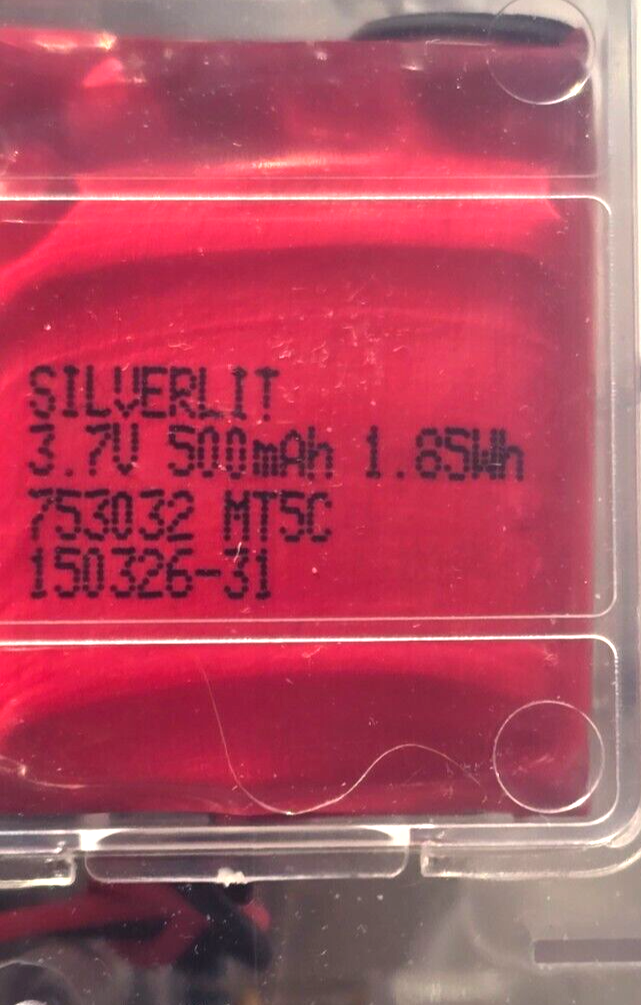 SILVERLIT
3.7V 500mAh 1.85Wh
753032 MT5C
150326-31